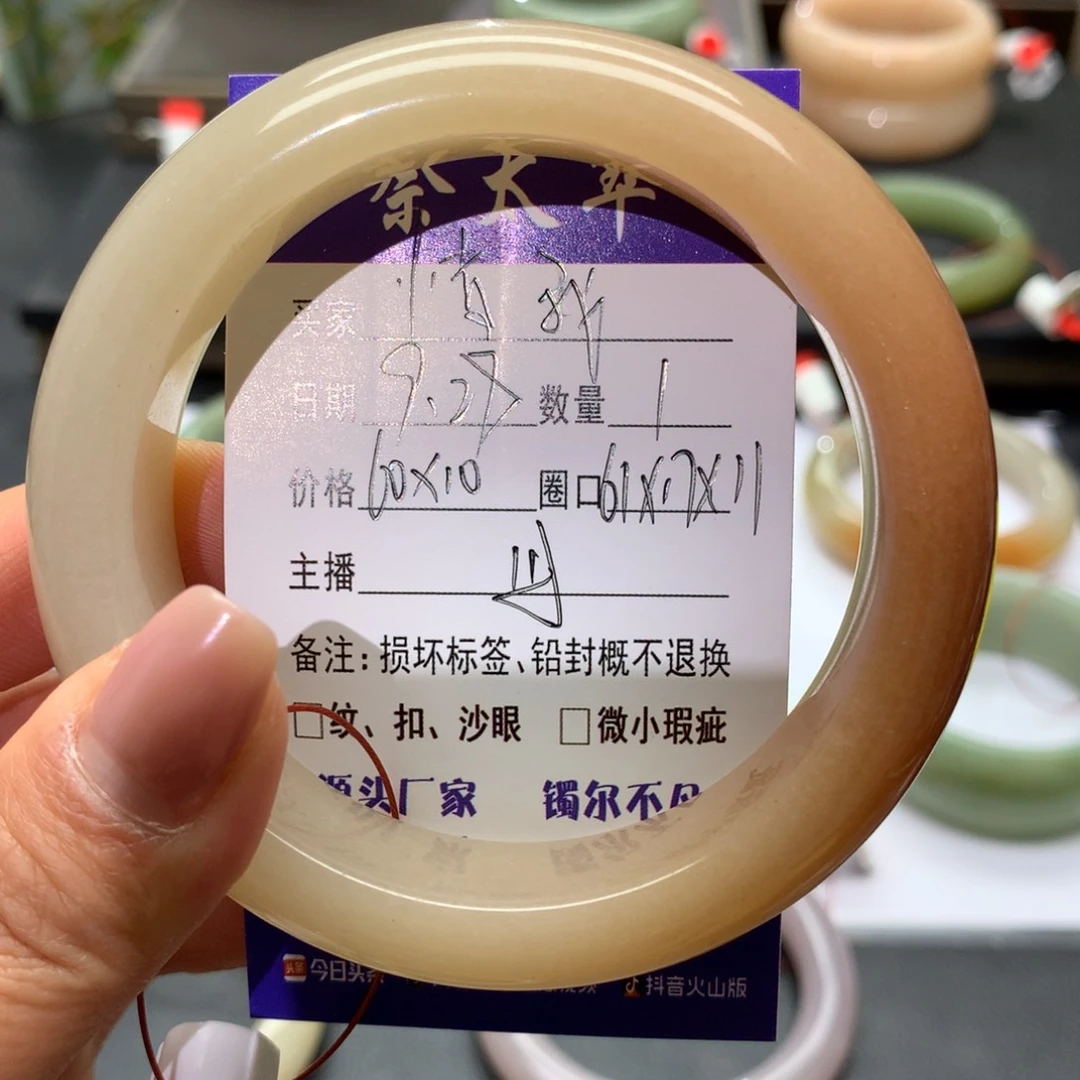 买家
日期 9.27 数量 1
价格 60×10 圈口 61×17×11
主播
备注：损坏标签、铅封概不退换
□纹、扣、沙眼 □微小瑕疵
源头厂家 镯尔不凡
今日头条 抖音火山版